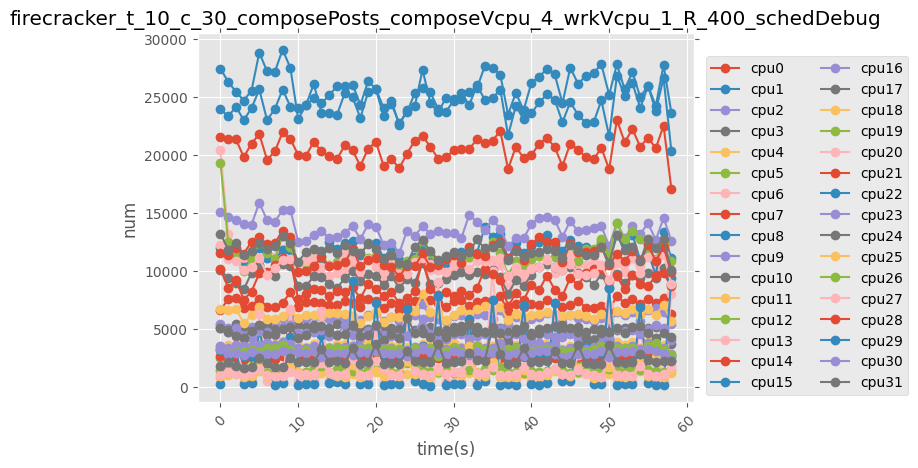 firecracker_t_10_c_30_composePosts_composeVcpu_4_wrkVcpu_1_R_400_schedDebug
30000
25000
20000
15000
10000
5000
0
num
0 10 20 30 40 50 60
time(s)
cpu0 cpu16
cpu1 cpu17
cpu2 cpu18
cpu3 cpu19
cpu4 cpu20
cpu5 cpu21
cpu6 cpu22
cpu7 cpu23
cpu8 cpu24
cpu9 cpu25
cpu10 cpu26
cpu11 cpu27
cpu12 cpu28
cpu13 cpu29
cpu14 cpu30
cpu15 cpu31